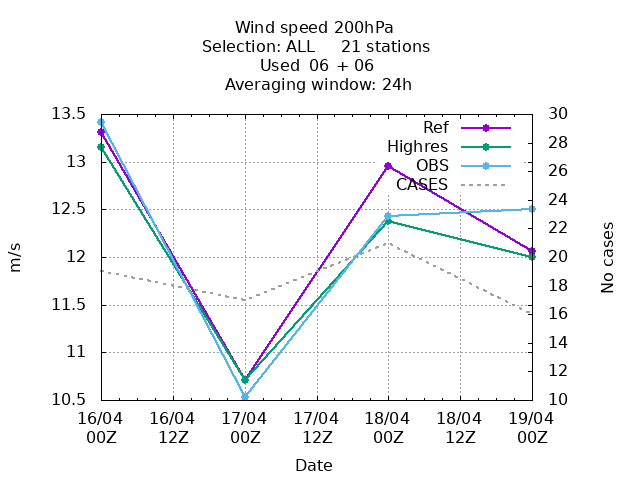 Wind speed 200hPa
Selection: ALL 21 stations
Used 06 + 06
Averaging window: 24h
13.5
13
12.5
12
11.5
11
10.5
m/s
30
28
26
24
22
20
18
16
14
12
10
No cases
Ref
Highres
OBS
CASES
16/04 16/04 17/04 17/04 18/04 18/04 19/04
00Z 12Z 00Z 12Z 00Z 12Z 00Z
Date